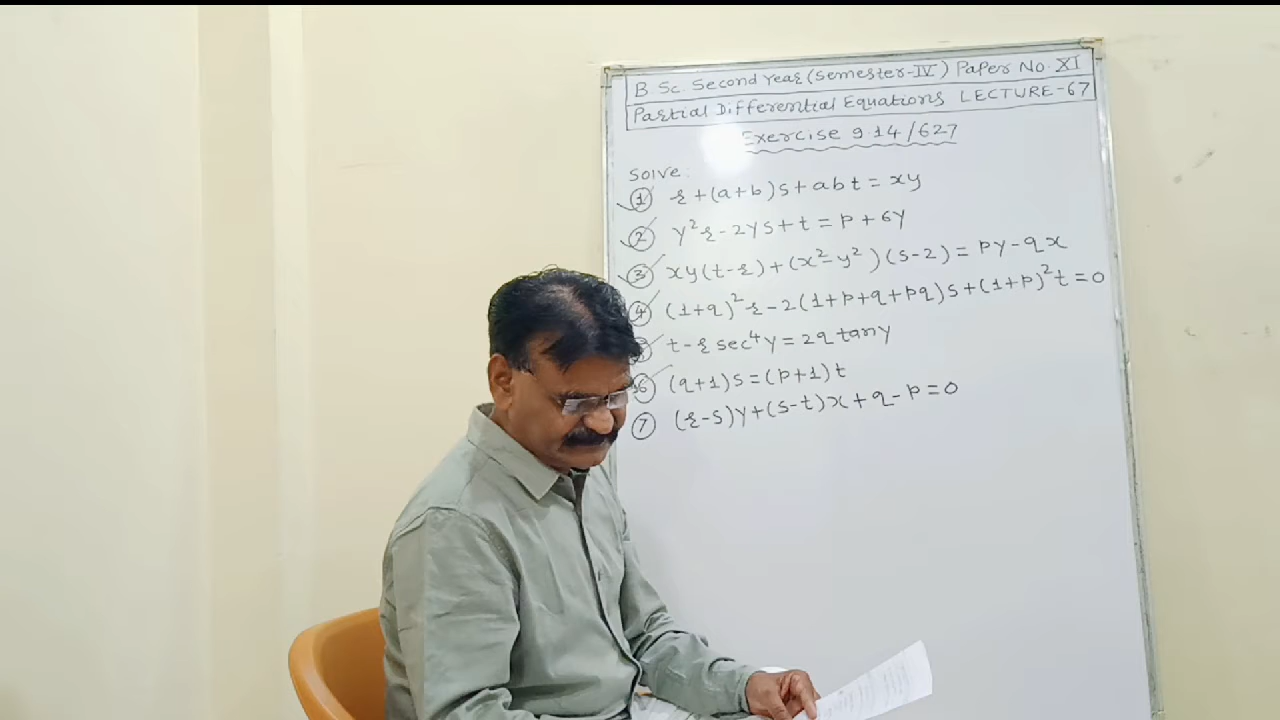 B.Sc. Second Year (Semester-IV) Paper No. XI
Partial Differential Equations LECTURE-67
Exercise 9.14/627
Solve:
① r+(a+b)s+abt=xy
② y²r-2ys+t=p+6y
③ xy(t-r)+(x²-y²)(s-2)=py-qx
④ (1+q)²r-2(1+p+q+pq)s+(1+p)²t=0
t-r sec⁴y=2q tany
⑥ (q+1)s=(p+1)t
⑦ (r-s)y+(s-t)x+q-p=0